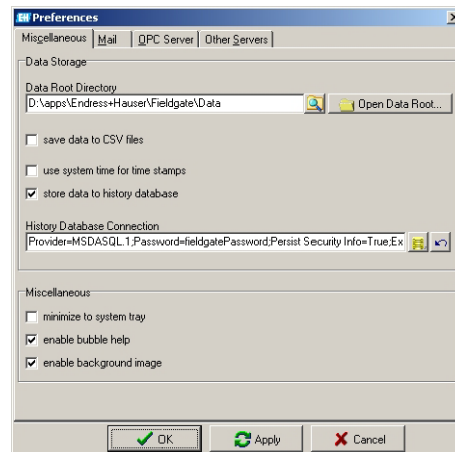 EH Preferences
Miscellaneous Mail OPC Server Other Servers
Data Storage
Data Root Directory
D:\apps\Endress+Hauser\Fieldgate\Data
Open Data Root...
save data to CSV files
use system time for time stamps
store data to history database
History Database Connection
Provider=MSDASQL.1;Password=fieldgatePassword;Persist Security Info=True;Ex
Miscellaneous
minimize to system tray
enable bubble help
enable background image
OK Apply Cancel